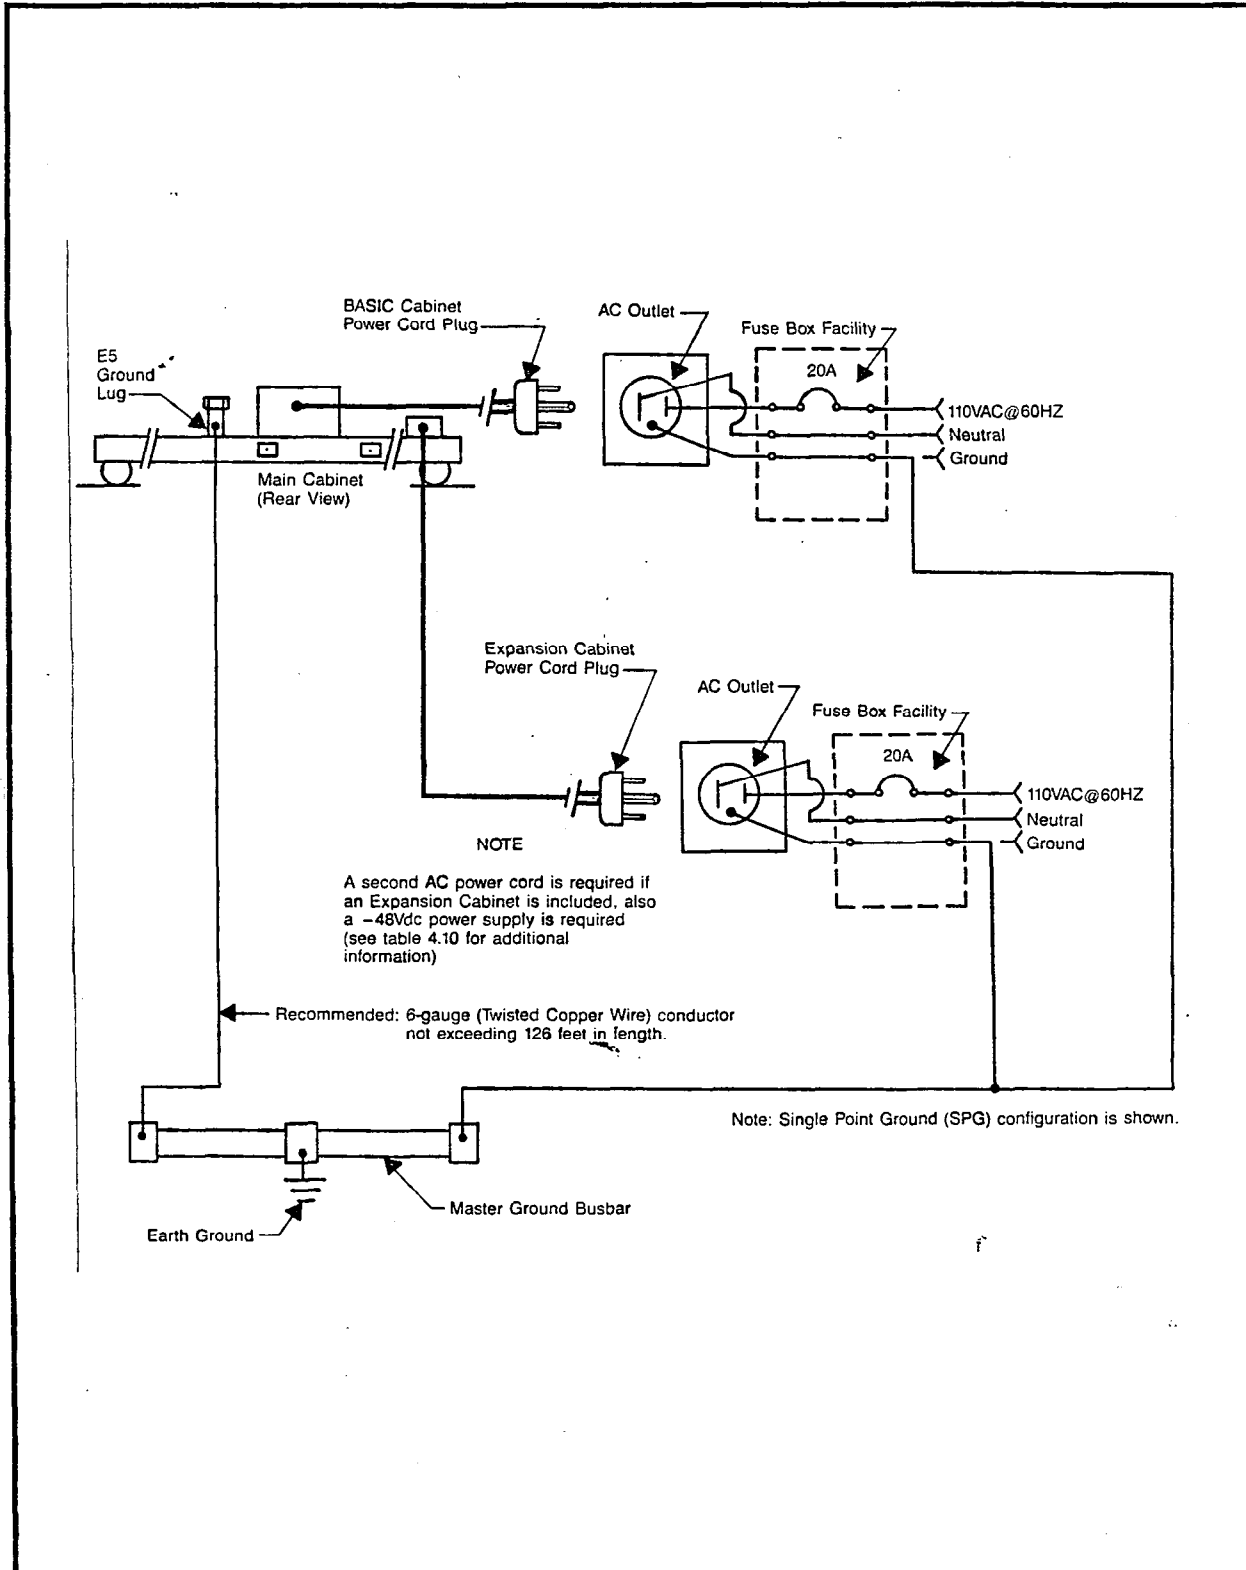 BASIC Cabinet
Power Cord Plug
AC Outlet
Fuse Box Facility
E5
Ground
Lug
20A
110VAC@60HZ
Neutral
Ground
Main Cabinet
(Rear View)
Expansion Cabinet
Power Cord Plug
AC Outlet
Fuse Box Facility
20A
110VAC@60HZ
Neutral
Ground
NOTE
A second AC power cord is required if
an Expansion Cabinet is included, also
a −48Vdc power supply is required
(see table 4.10 for additional
information)
Recommended: 6-gauge (Twisted Copper Wire) conductor
not exceeding 126 feet in length.
Note: Single Point Ground (SPG) configuration is shown.
Master Ground Busbar
Earth Ground